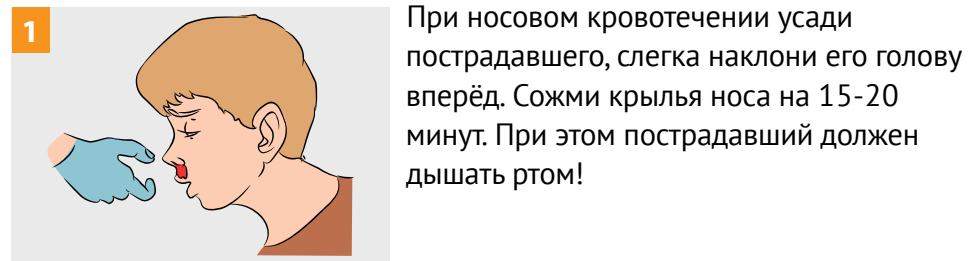 1
При носовом кровотечении усади
пострадавшего, слегка наклони его голову
вперёд. Сожми крылья носа на 15-20
минут. При этом пострадавший должен
дышать ртом!